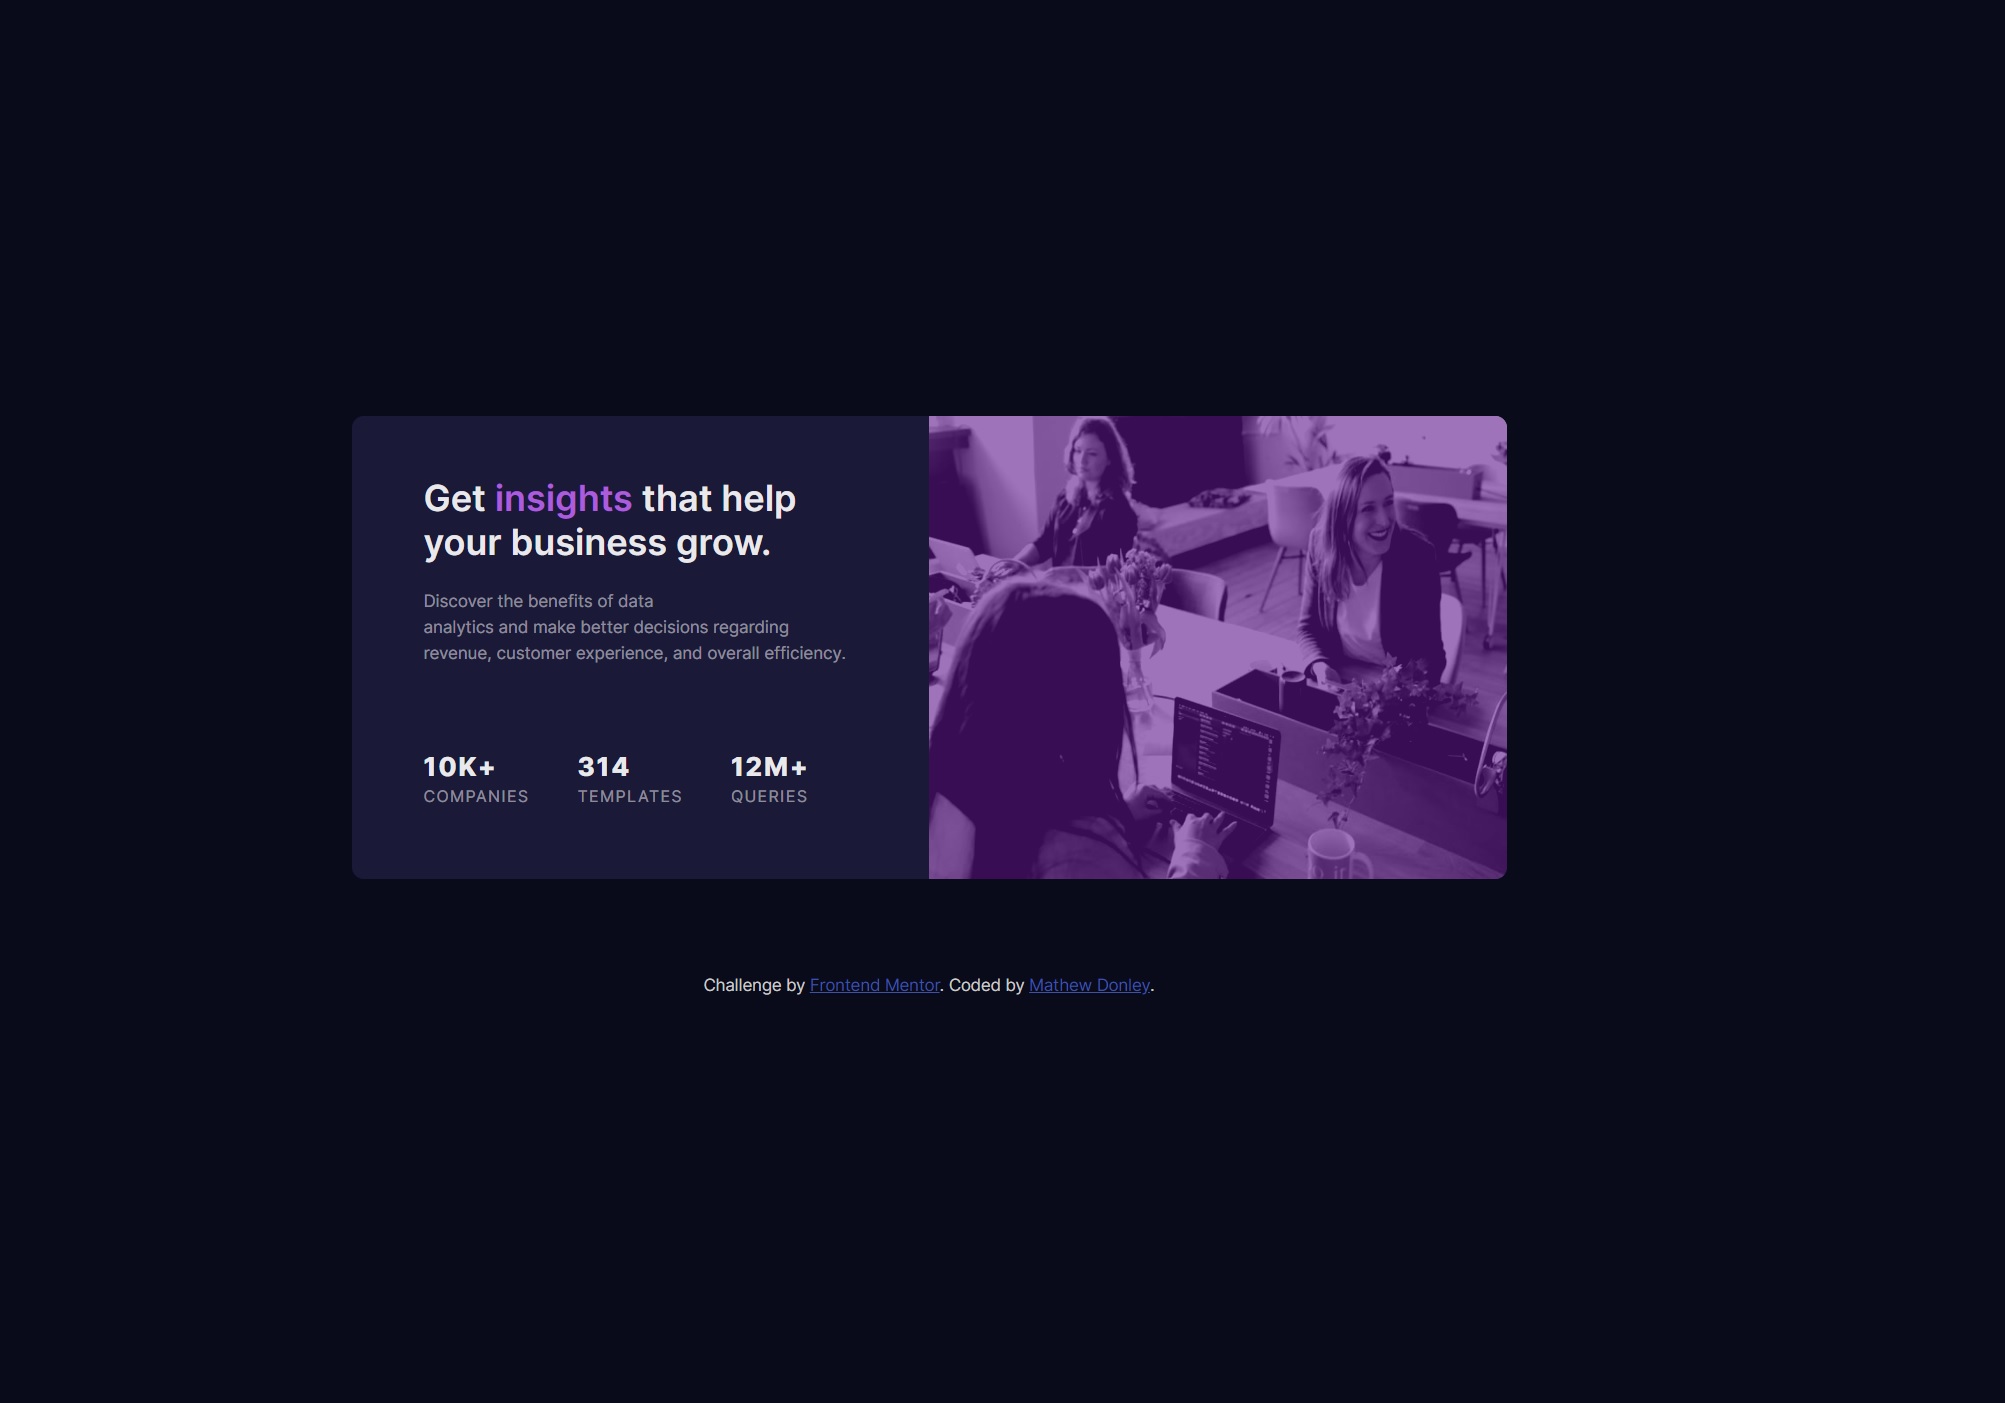 Get insights that help
your business grow.
Discover the benefits of data
analytics and make better decisions regarding
revenue, customer experience, and overall efficiency.
10K+ 314 12M+
COMPANIES TEMPLATES QUERIES
Challenge by Frontend Mentor. Coded by Mathew Donley.